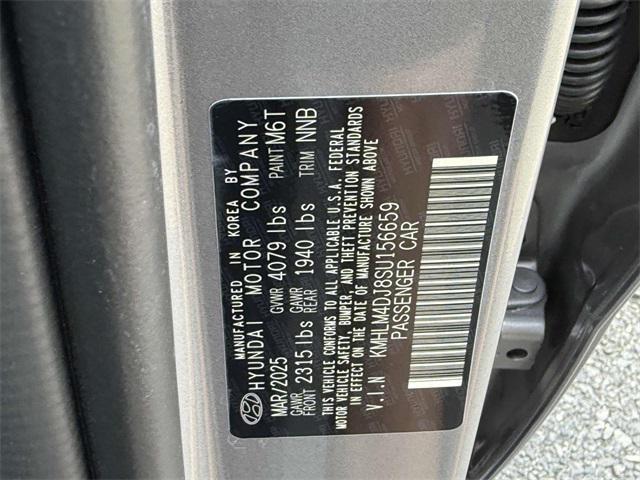 MANUFACTURED IN KOREA BY
HYUNDAI MOTOR COMPANY
MAR/2025 GVWR 4079 lbs PAINT M6T
GAWR FRONT 2315 lbs GAWR REAR 1940 lbs TRIM NNB
THIS VEHICLE CONFORMS TO ALL APPLICABLE U.S.A. FEDERAL
MOTOR VEHICLE SAFETY, BUMPER, AND THEFT PREVENTION STANDARDS
IN EFFECT ON THE DATE OF MANUFACTURE SHOWN ABOVE
V.I.N KMHLM4DJ8SU156659
PASSENGER CAR